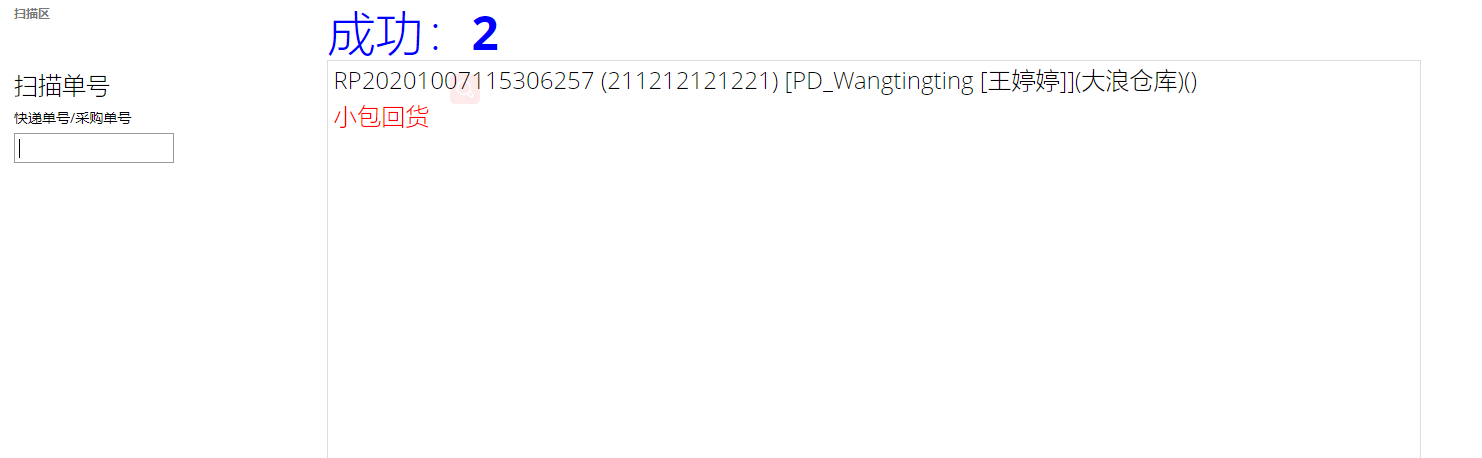 扫描区
扫描单号
快递单号/采购单号
成功：2
RP20201007115306257 (211212121221) [PD_Wangtingting [王婷婷]](大浪仓库)()
小包回货